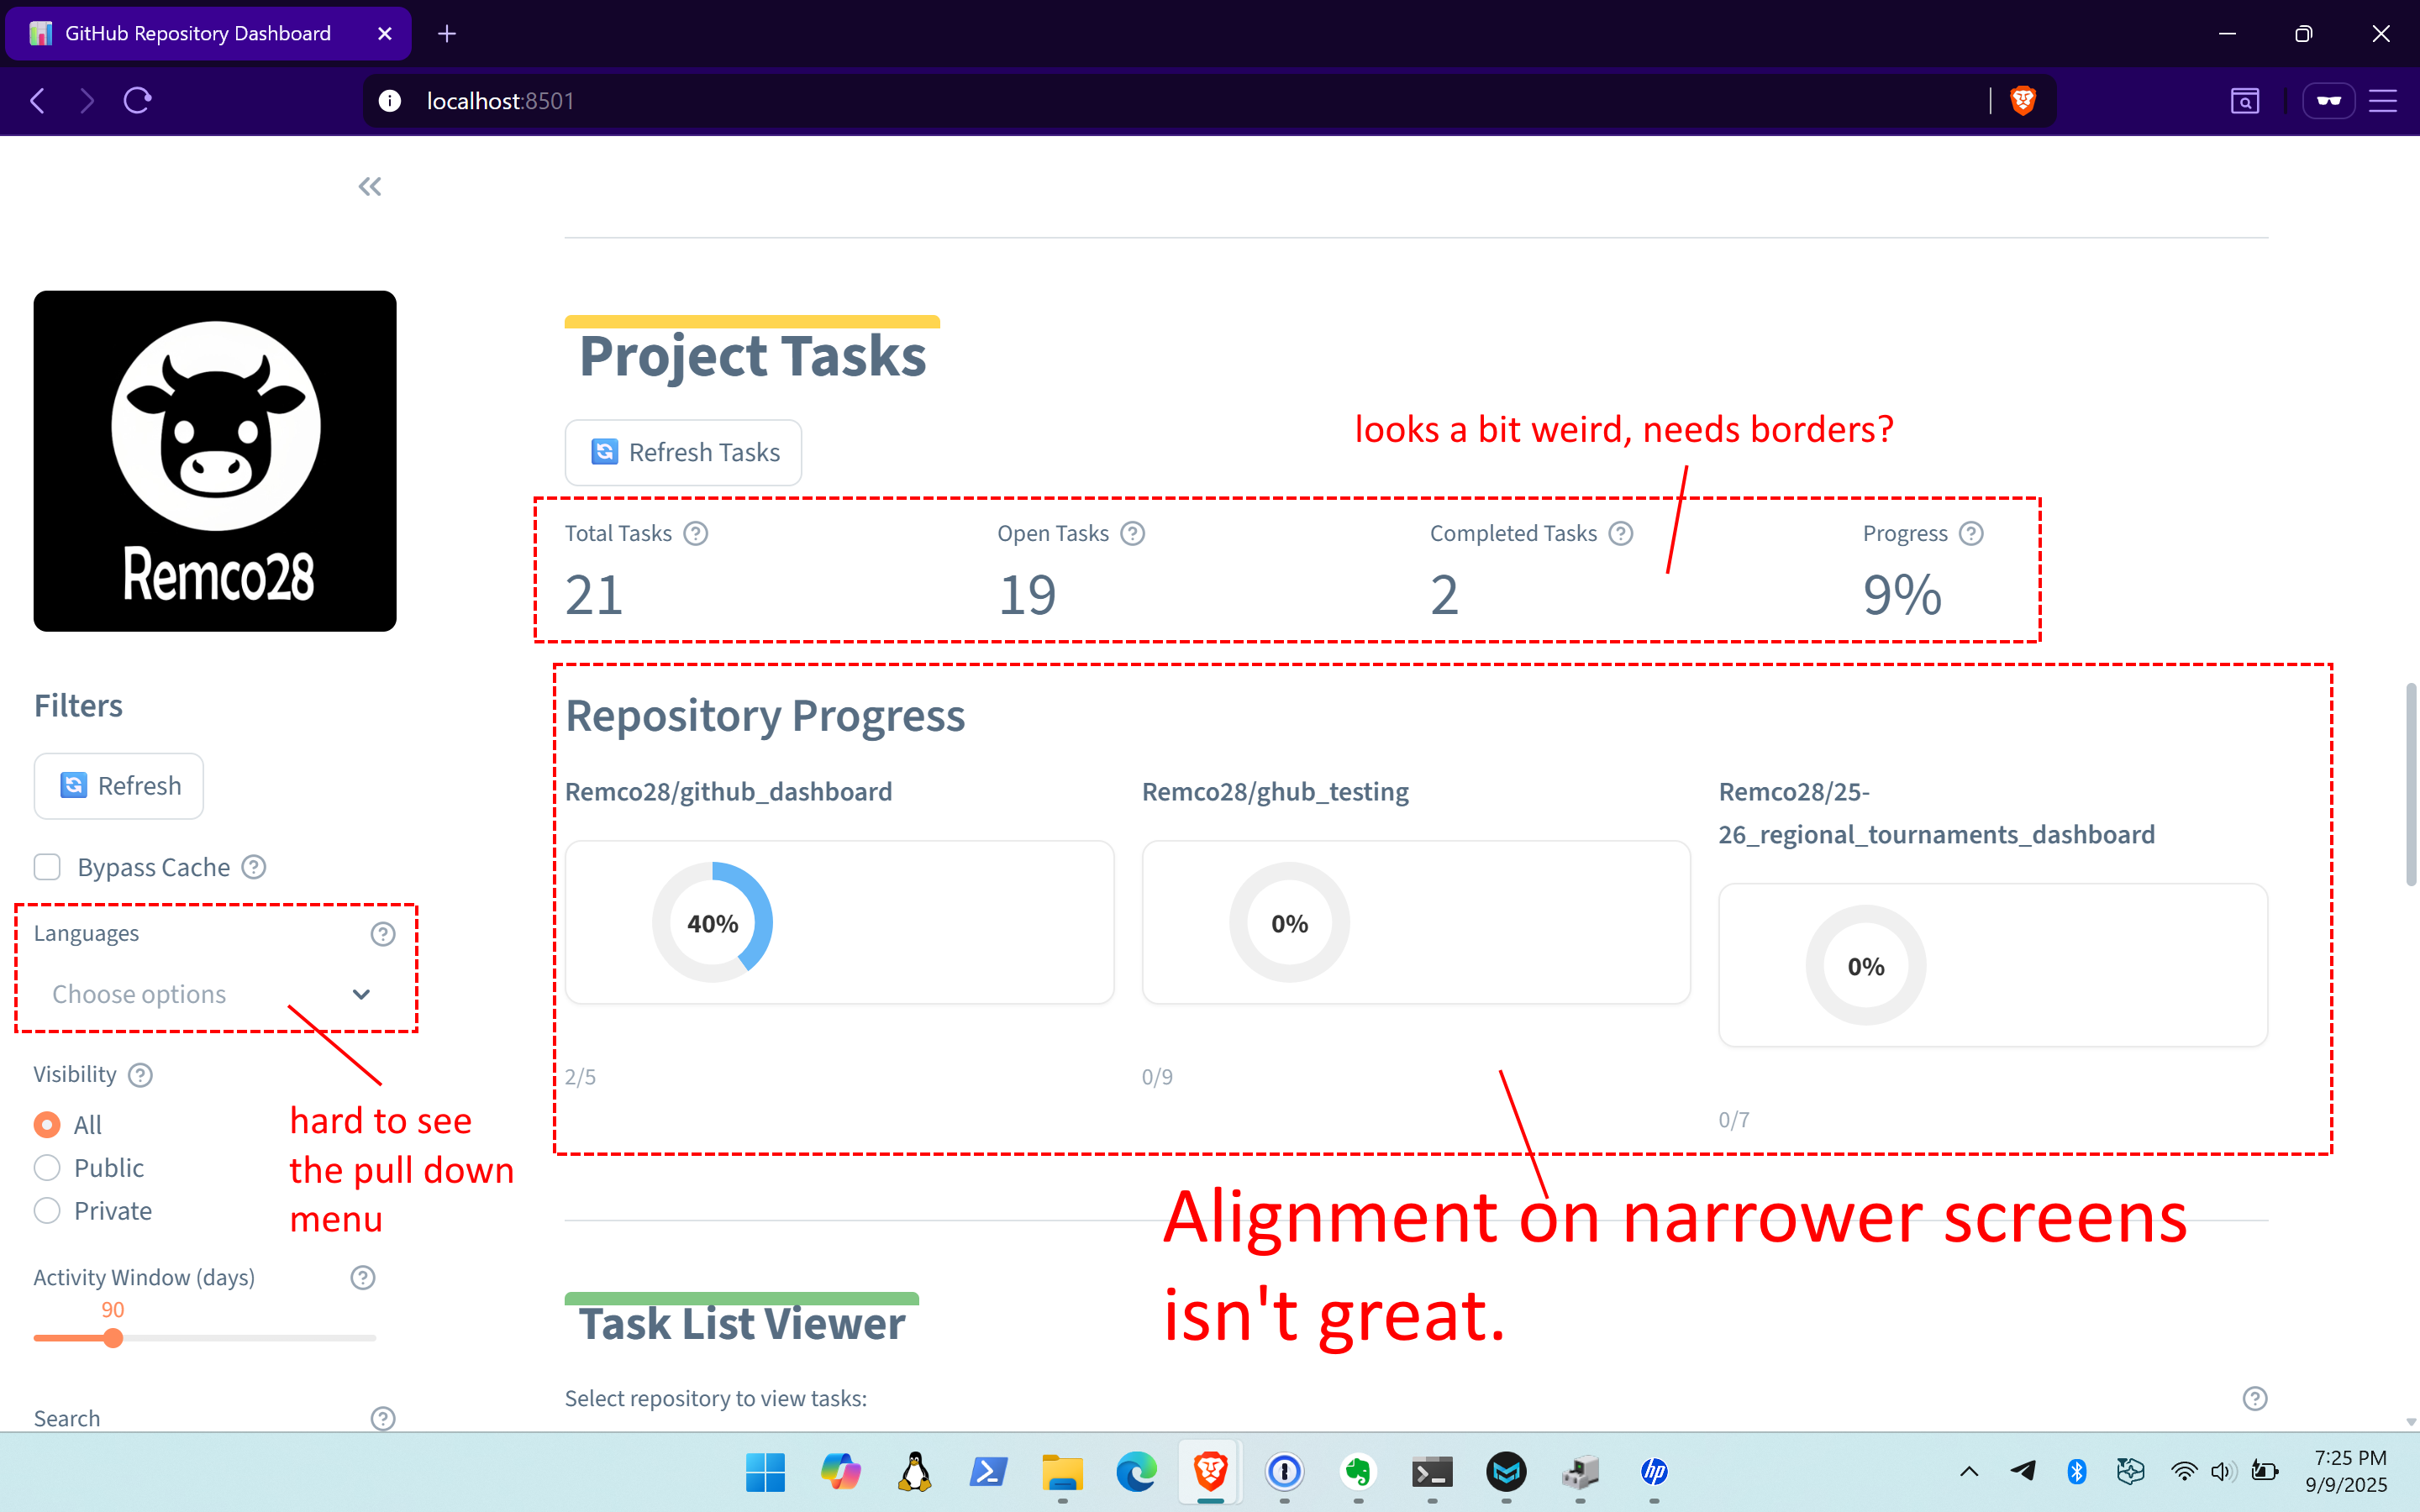 GitHub Repository Dashboard
localhost:8501
Remco28
Filters
Refresh
Bypass Cache
Languages
Choose options
hard to see
the pull down
menu
Visibility
All
Public
Private
Activity Window (days)
90
Search
Project Tasks
Refresh Tasks
looks a bit weird, needs borders?
Total Tasks
21
Open Tasks
19
Completed Tasks
2
Progress
9%
Repository Progress
Remco28/github_dashboard
40%
2/5
Remco28/ghub_testing
0%
0/9
Remco28/25-
26_regional_tournaments_dashboard
0%
0/7
Alignment on narrower screens
isn't great.
Task List Viewer
Select repository to view tasks:
hp
7:25 PM
9/9/2025